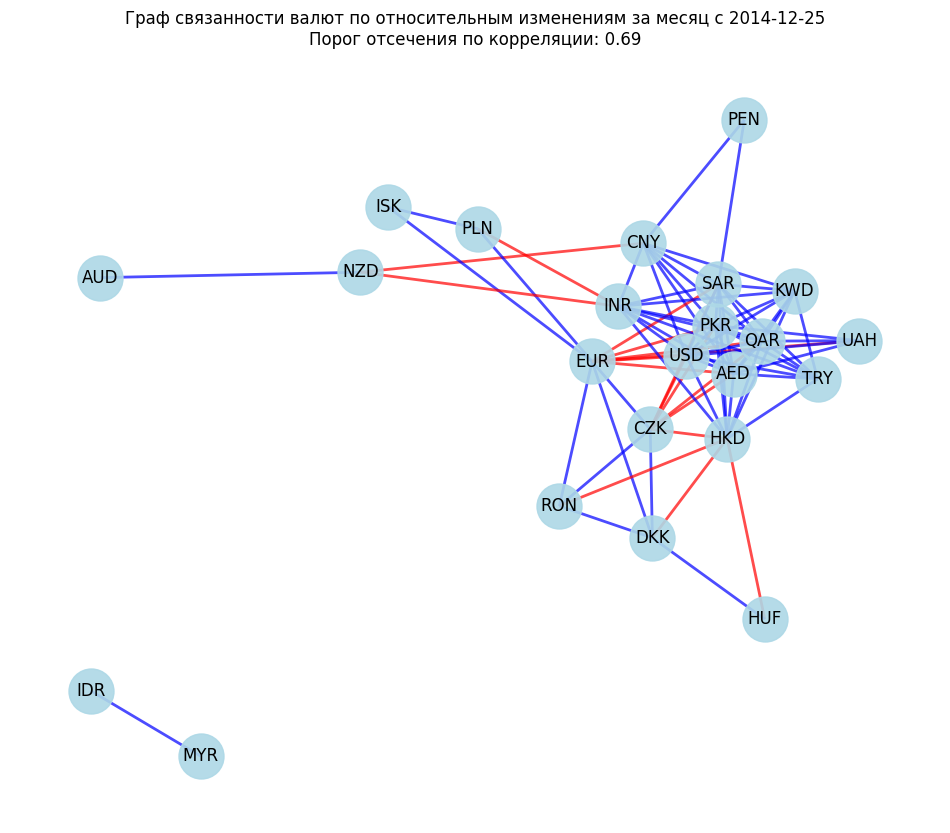 Граф связанности валют по относительным изменениям за месяц с 2014-12-25
Порог отсечения по корреляции: 0.69
PEN
ISK
PLN
CNY
AUD
NZD
SAR
KWD
INR
PKR
QAR
UAH
EUR
USD
AED
TRY
CZK
HKD
RON
DKK
HUF
IDR
MYR